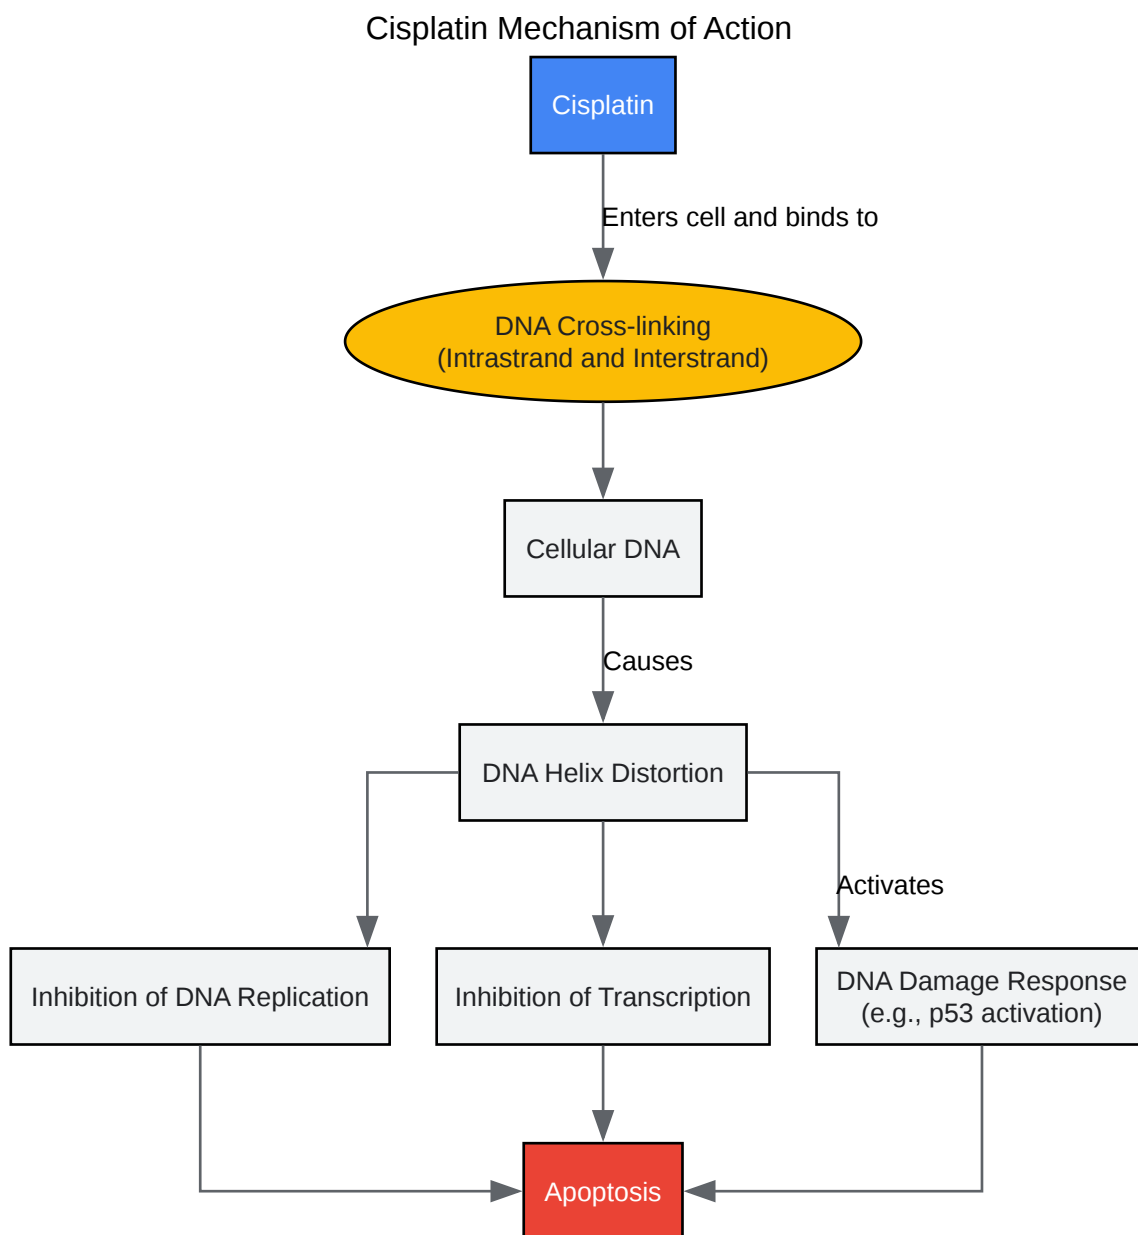 Cisplatin Mechanism of Action
Cisplatin
Enters cell and binds to
DNA Cross-linking
(Intrastrand and Interstrand)
Cellular DNA
Causes
DNA Helix Distortion
Activates
Inhibition of DNA Replication
Inhibition of Transcription
DNA Damage Response
(e.g., p53 activation)
Apoptosis